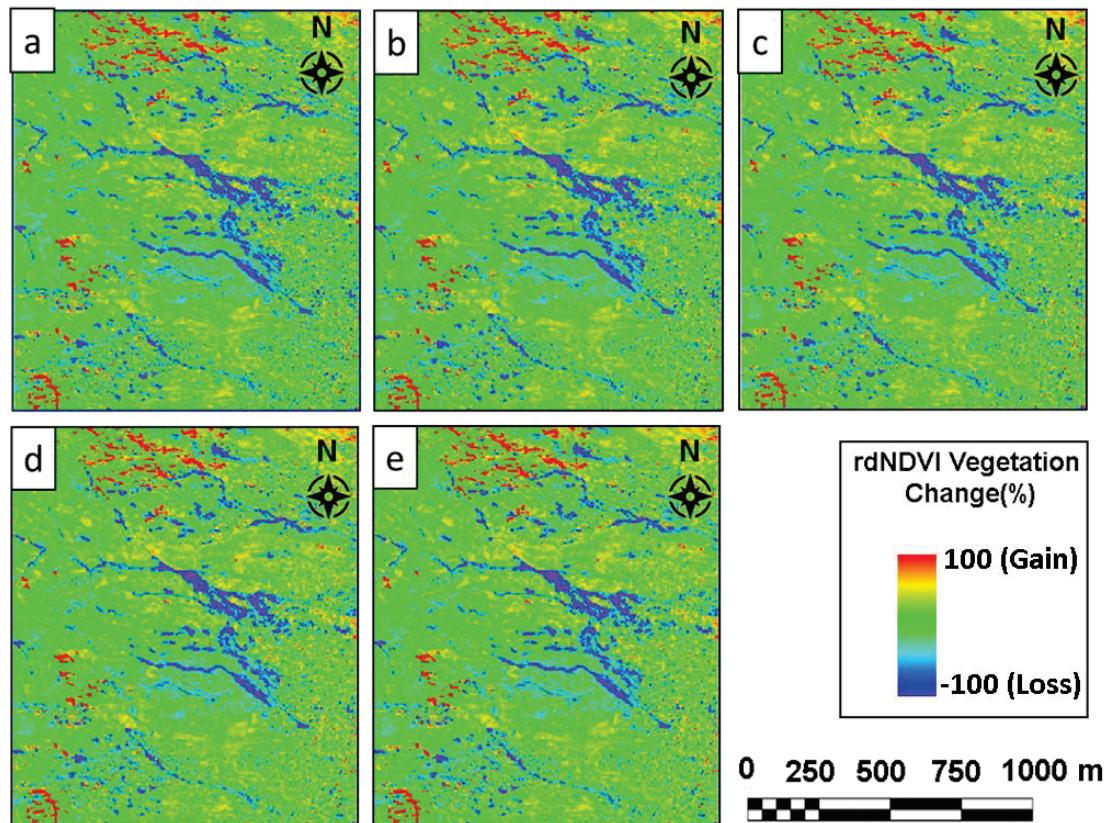 a
N
b
N
c
N
d
N
e
N
rdNDVI Vegetation
Change(%)
100 (Gain)
-100 (Loss)
0 250 500 750 1000 m